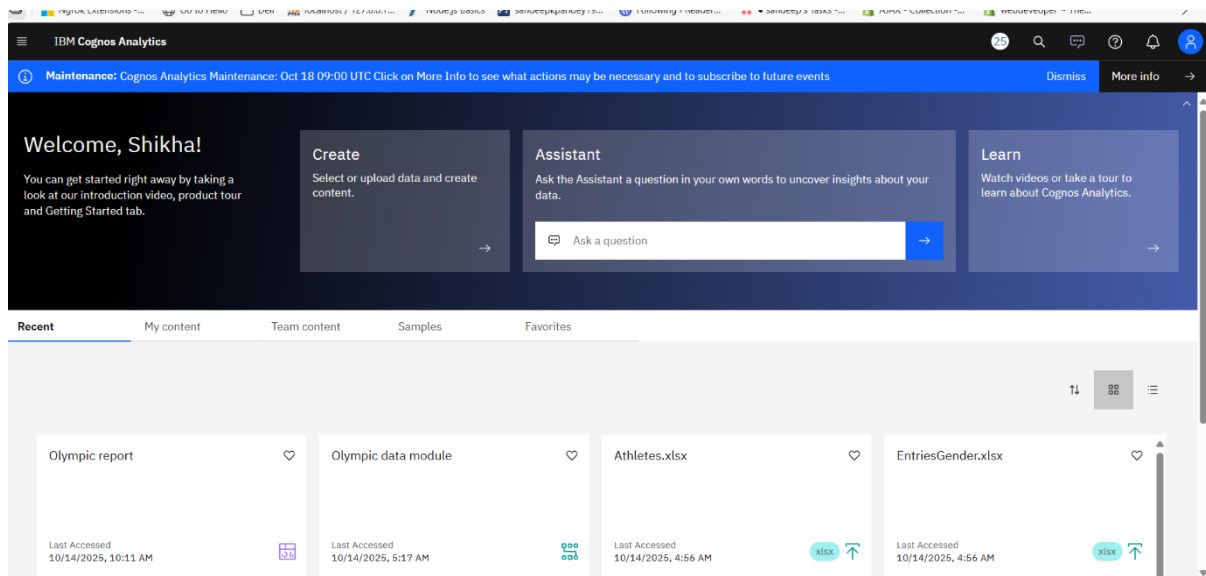 IBM Cognos Analytics
25
Maintenance: Cognos Analytics Maintenance: Oct 18 09:00 UTC Click on More Info to see what actions may be necessary and to subscribe to future events
Dismiss
More info
Welcome, Shikha!
You can get started right away by taking a
look at our introduction video, product tour
and Getting Started tab.
Create
Select or upload data and create
content.
Assistant
Ask the Assistant a question in your own words to uncover insights about your
data.
Ask a question
Learn
Watch videos or take a tour to
learn about Cognos Analytics.
Recent
My content
Team content
Samples
Favorites
Olympic report
Last Accessed
10/14/2025, 10:11 AM
Olympic data module
Last Accessed
10/14/2025, 5:17 AM
Athletes.xlsx
Last Accessed
10/14/2025, 4:56 AM
xlsx
EntriesGender.xlsx
Last Accessed
10/14/2025, 4:56 AM
xlsx